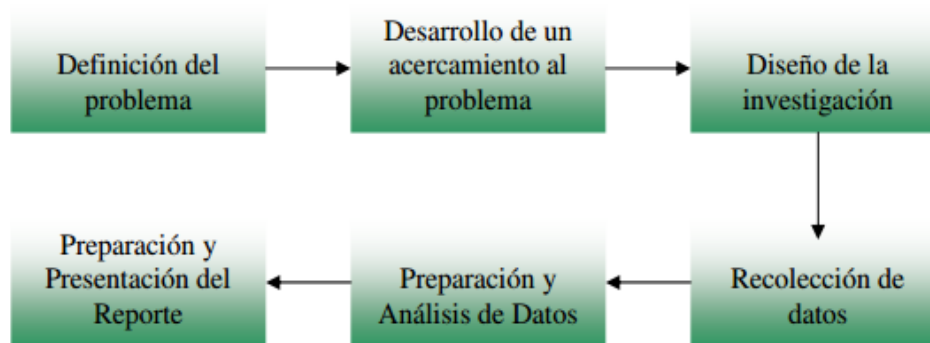 Definición del
problema
Desarrollo de un
acercamiento al
problema
Diseño de la
investigación
Recolección de
datos
Preparación y
Análisis de Datos
Preparación y
Presentación del
Reporte